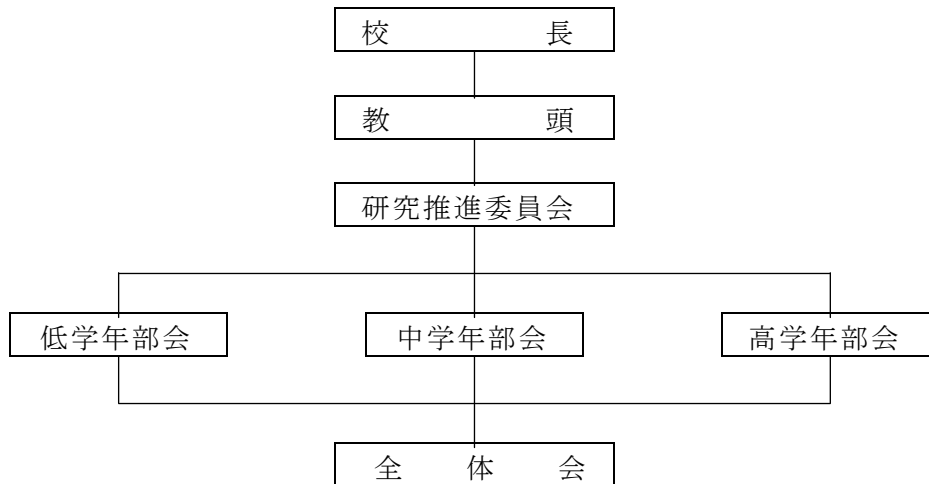 校長
教頭
研究推進委員会
低学年部会 中学年部会 高学年部会
全体会